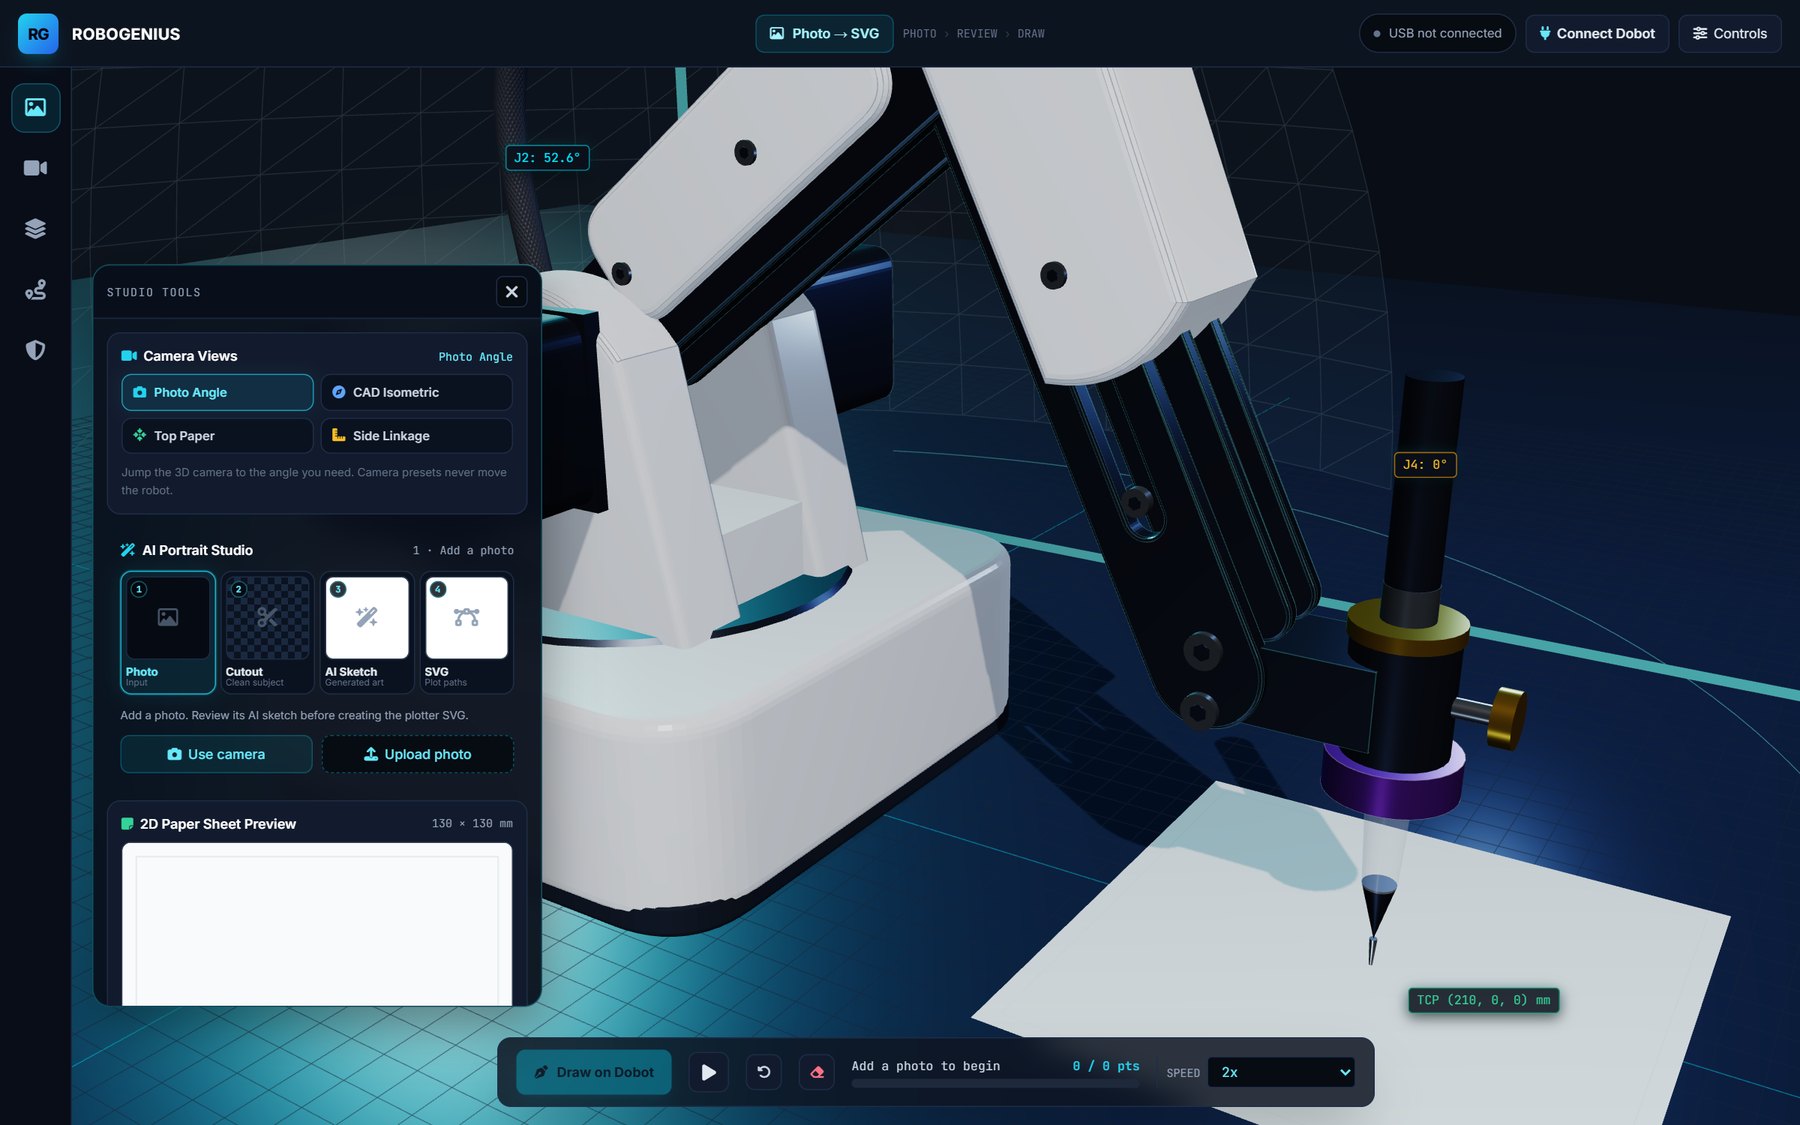 RG
ROBOGENIUS
Photo → SVG
PHOTO › REVIEW › DRAW
USB not connected
Connect Dobot
Controls
J2: 52.6°
STUDIO TOOLS
Camera Views
Photo Angle
Photo Angle
CAD Isometric
Top Paper
Side Linkage
Jump the 3D camera to the angle you need. Camera presets never move
the robot.
J4: 0°
AI Portrait Studio
1 · Add a photo
1
2
3
4
Photo
Input
Cutout
Clean subject
AI Sketch
Generated art
SVG
Plot paths
Add a photo. Review its AI sketch before creating the plotter SVG.
Use camera
Upload photo
2D Paper Sheet Preview
130 × 130 mm
TCP (210, 0, 0) mm
Draw on Dobot
Add a photo to begin
0 / 0 pts
SPEED
2x